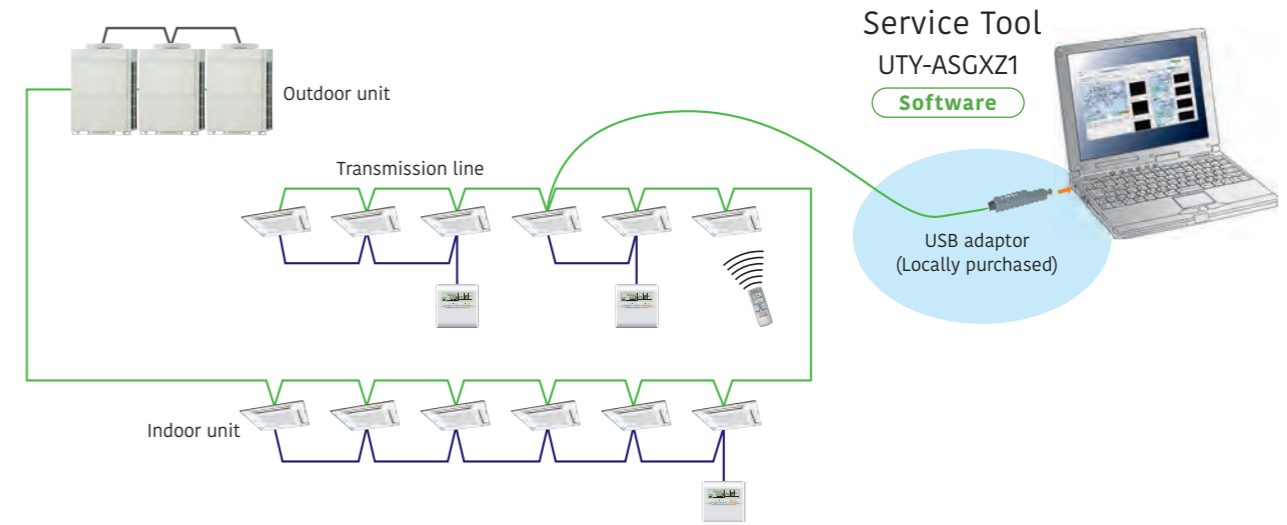 Service Tool
UTY-ASGXZ1
Software
Outdoor unit
Transmission line
USB adaptor
(Locally purchased)
Indoor unit